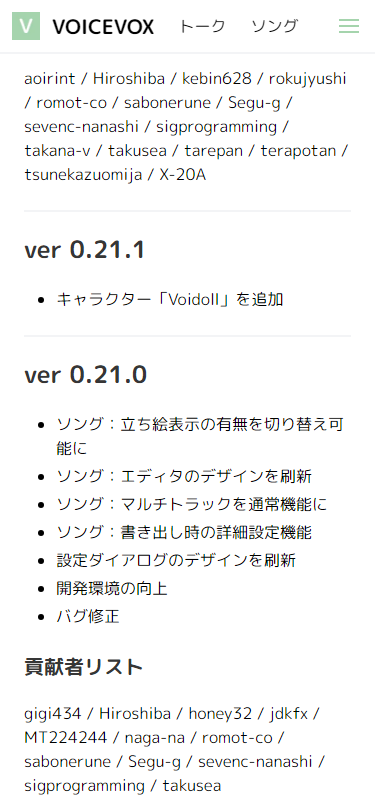 V VOICEVOX トーク ソング
aoirint / Hiroshiba / kebin628 / rokujyushi
/ romot-co / sabonerune / Segu-g /
sevenc-nanashi / sigprogramming /
takana-v / takusea / tarepan / terapotan /
tsunekazuomija / X-20A
ver 0.21.1
• キャラクター「Voidoll」を追加
ver 0.21.0
• ソング：立ち絵表示の有無を切り替え可
能に
• ソング：エディタのデザインを刷新
• ソング：マルチトラックを通常機能に
• ソング：書き出し時の詳細設定機能
• 設定ダイアログのデザインを刷新
• 開発環境の向上
• バグ修正
貢献者リスト
gigi434 / Hiroshiba / honey32 / jdkfx /
MT224244 / naga-na / romot-co /
sabonerune / Segu-g / sevenc-nanashi /
sigprogramming / takusea